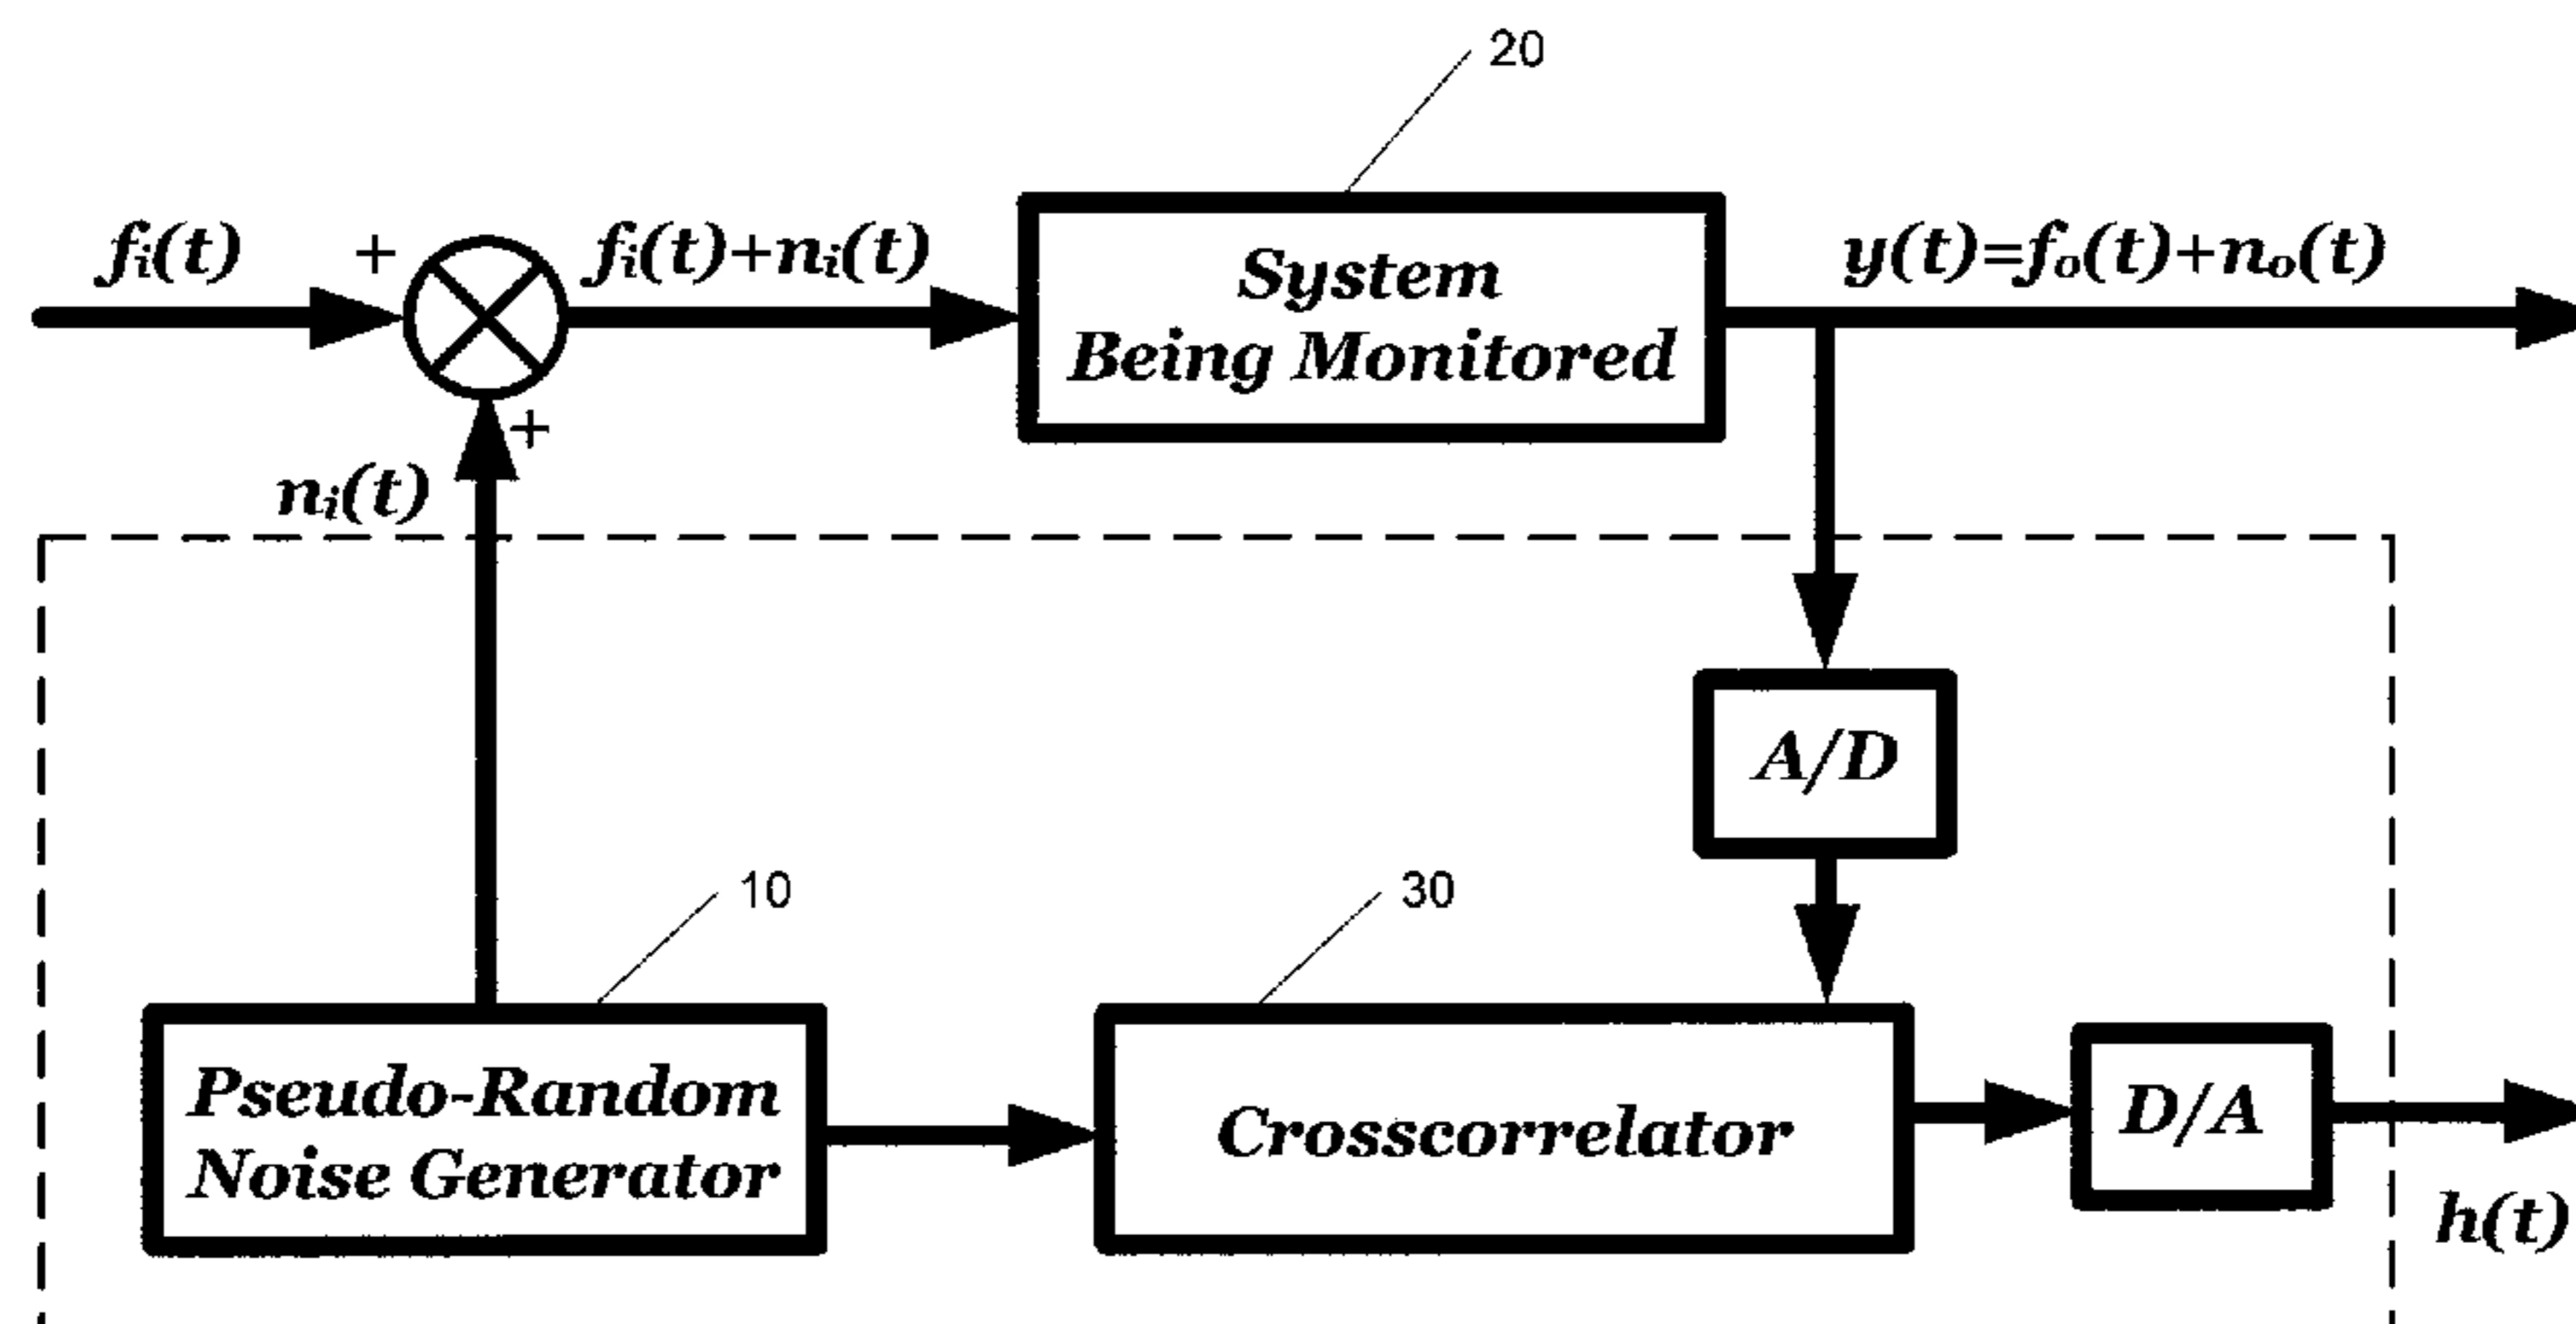 20
fᵢ(t)
+
fᵢ(t)+nᵢ(t)
System
Being Monitored
y(t)=fₒ(t)+nₒ(t)
+
nᵢ(t)
A/D
10
30
Pseudo-Random
Noise Generator
Crosscorrelator
D/A
h(t)